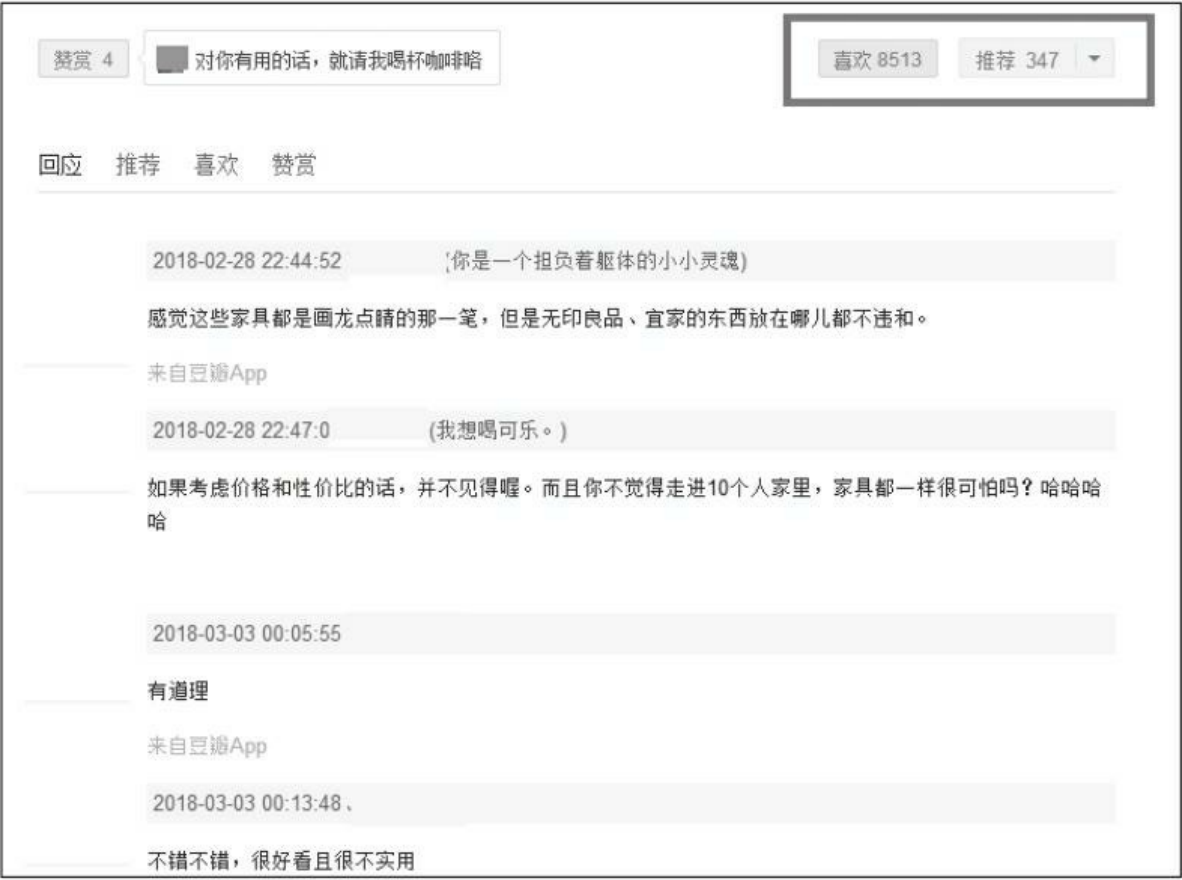 赞赏 4
对你有用的话，就请我喝杯咖啡咯
喜欢 8513
推荐 347
回应 推荐 喜欢 赞赏
2018-02-28 22:44:52 (你是一个担负着躯体的小小灵魂)
感觉这些家具都是画龙点睛的那一笔，但是无印良品、宜家的东西放在哪儿都不违和。
来自豆瓣App
2018-02-28 22:47:0 (我想喝可乐。)
如果考虑价格和性价比的话，并不见得喔。而且你不觉得走进10个人家里，家具都一样很可怕吗？哈哈哈
哈
2018-03-03 00:05:55
有道理
来自豆瓣App
2018-03-03 00:13:48
不错不错，很好看且很不实用